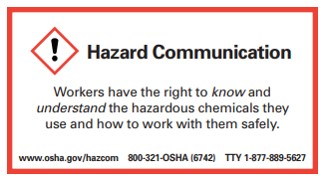 Hazard Communication
Workers have the right to know and
understand the hazardous chemicals they
use and how to work with them safely.
www.osha.gov/hazcom 800-321-OSHA (6742) TTY 1-877-889-5627